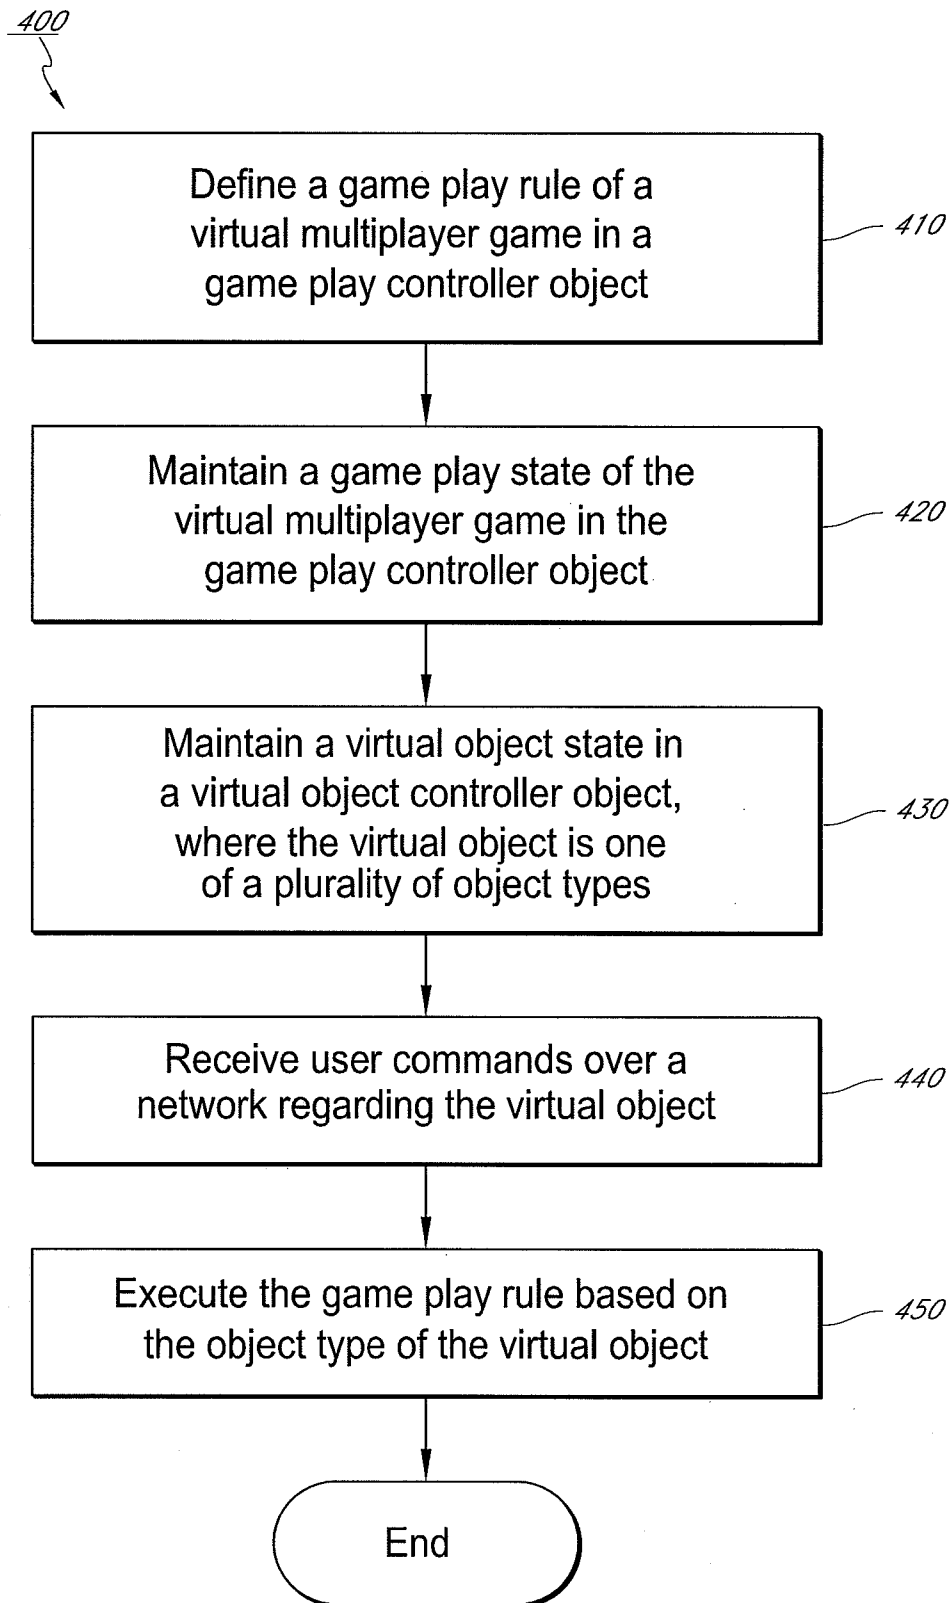 400
Define a game play rule of a
virtual multiplayer game in a
game play controller object
410
Maintain a game play state of the
virtual multiplayer game in the
game play controller object
420
Maintain a virtual object state in
a virtual object controller object,
where the virtual object is one
of a plurality of object types
430
Receive user commands over a
network regarding the virtual object
440
Execute the game play rule based on
the object type of the virtual object
450
End